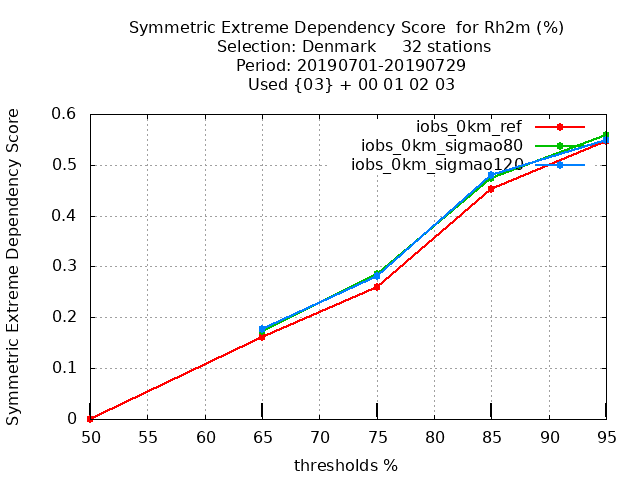 Symmetric Extreme Dependency Score for Rh2m (%)
Selection: Denmark 32 stations
Period: 20190701-20190729
Used {03} + 00 01 02 03
Symmetric Extreme Dependency Score
0.6
0.5
0.4
0.3
0.2
0.1
0
iobs_0km_ref
iobs_0km_sigmao80
iobs_0km_sigmao120
50 55 60 65 70 75 80 85 90 95
thresholds %